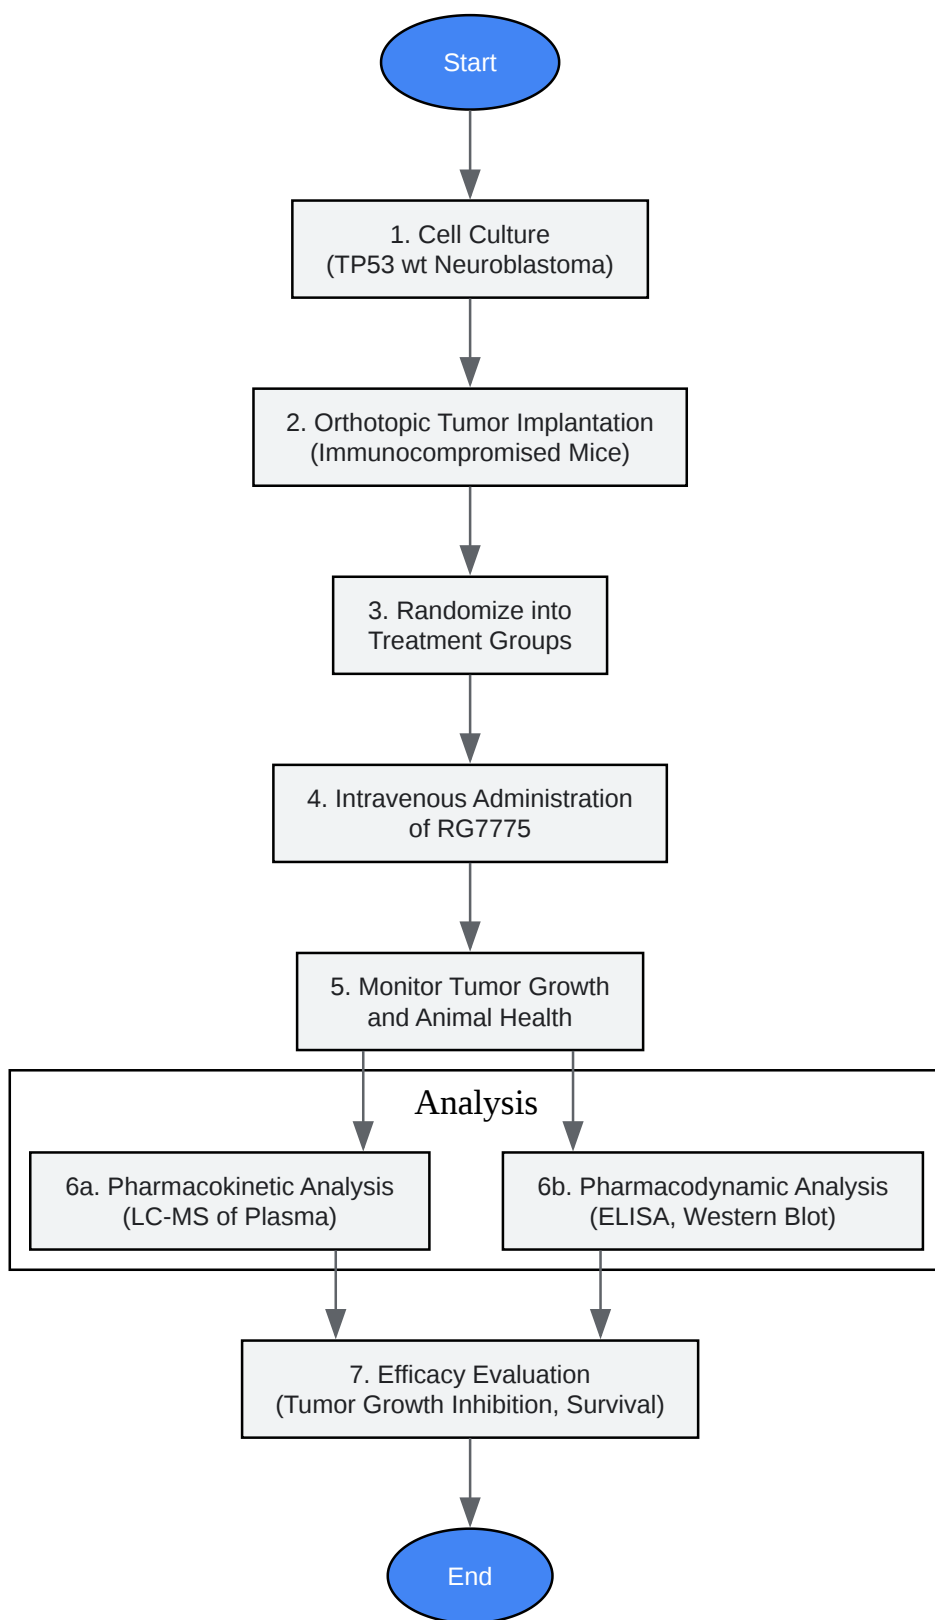 Start
1. Cell Culture
(TP53 wt Neuroblastoma)
2. Orthotopic Tumor Implantation
(Immunocompromised Mice)
3. Randomize into
Treatment Groups
4. Intravenous Administration
of RG7775
5. Monitor Tumor Growth
and Animal Health
Analysis
6a. Pharmacokinetic Analysis
(LC-MS of Plasma)
6b. Pharmacodynamic Analysis
(ELISA, Western Blot)
7. Efficacy Evaluation
(Tumor Growth Inhibition, Survival)
End